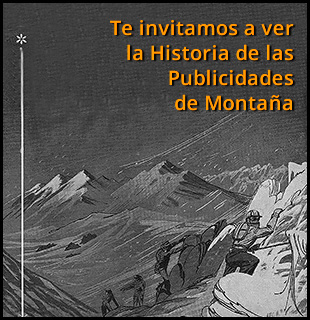 Te invitamos a ver
la Historia de las
Publicidades
de Montaña